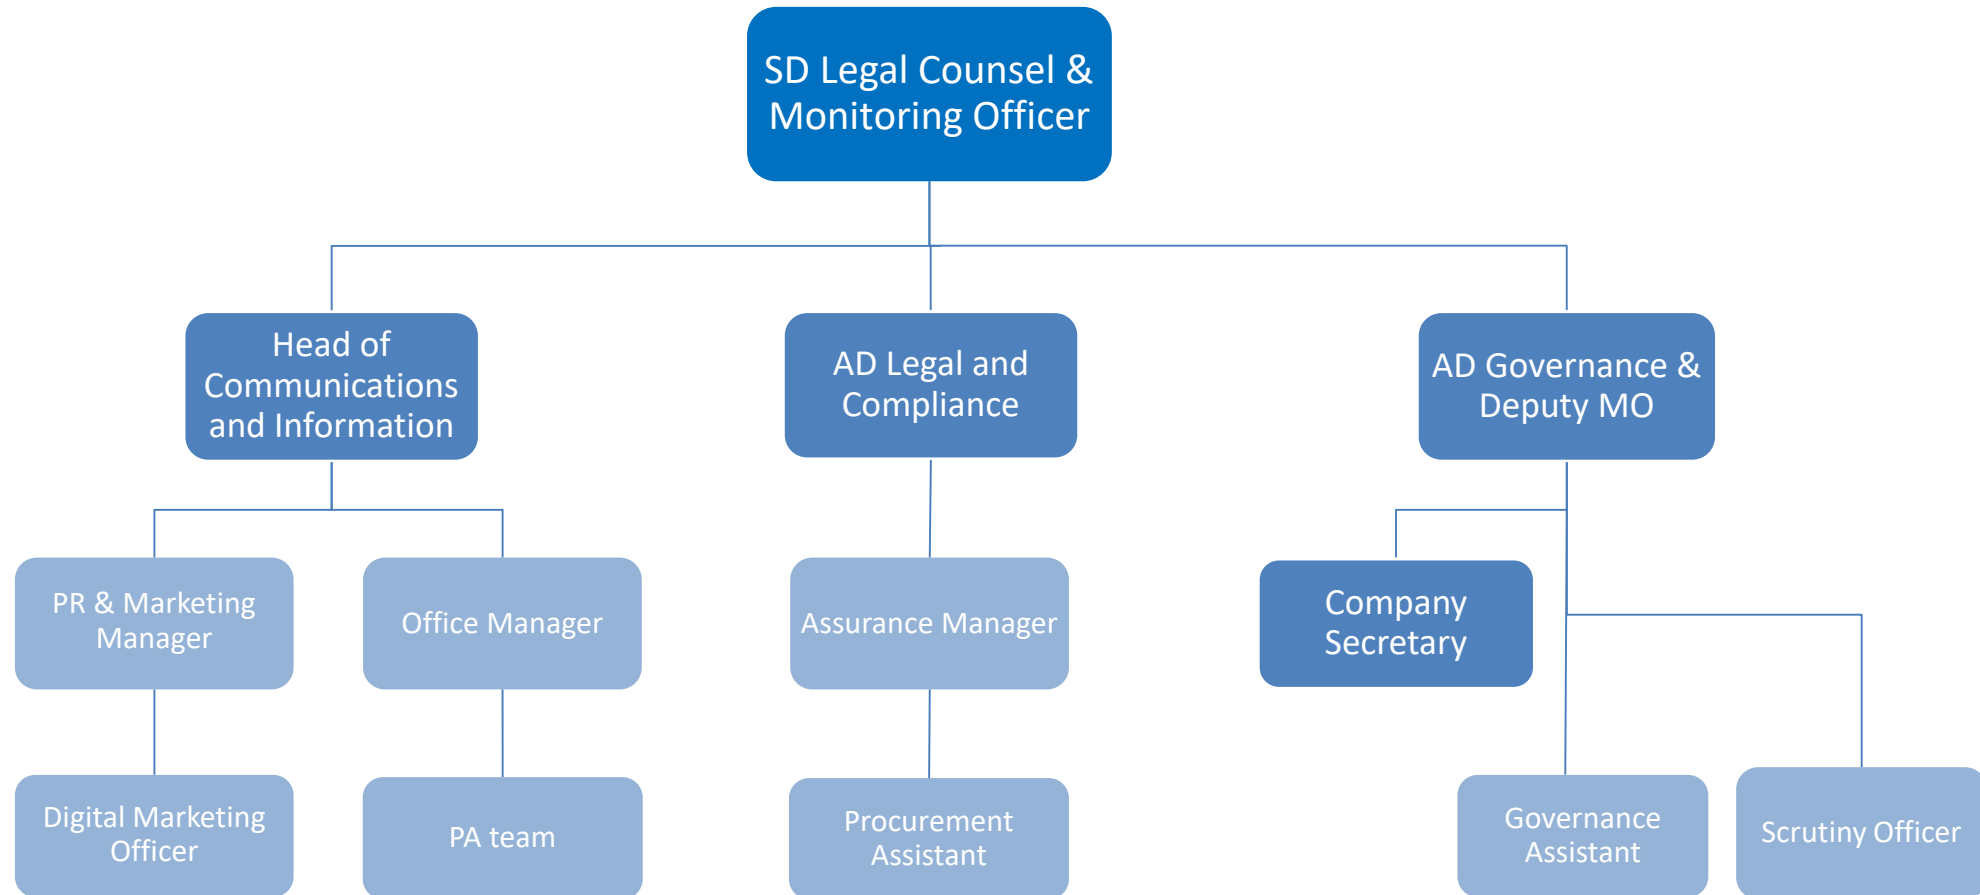 SD Legal Counsel &
Monitoring Officer
Head of
Communications
and Information
AD Legal and
Compliance
AD Governance &
Deputy MO
PR & Marketing
Manager
Office Manager
Assurance Manager
Company
Secretary
Digital Marketing
Officer
PA team
Procurement
Assistant
Governance
Assistant
Scrutiny Officer